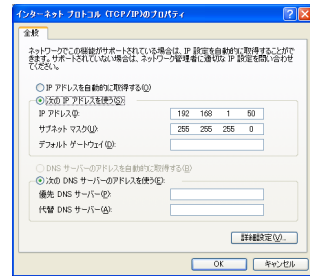 インターネット プロトコル (TCP/IP)のプロパティ
全般
ネットワークでこの機能がサポートされている場合は、IP 設定を自動的に取得することがで
きます。サポートされていない場合は、ネットワーク管理者に適切な IP 設定を問い合わせ
てください。
IP アドレスを自動的に取得する(O)
次の IP アドレスを使う(S):
IP アドレス(I):
192 168 1 50
サブネット マスク(U):
255 255 255 0
デフォルト ゲートウェイ(D):
DNS サーバーのアドレスを自動的に取得する(B)
次の DNS サーバーのアドレスを使う(E):
優先 DNS サーバー(P):
代替 DNS サーバー(A):
詳細設定(V)...
OK キャンセル